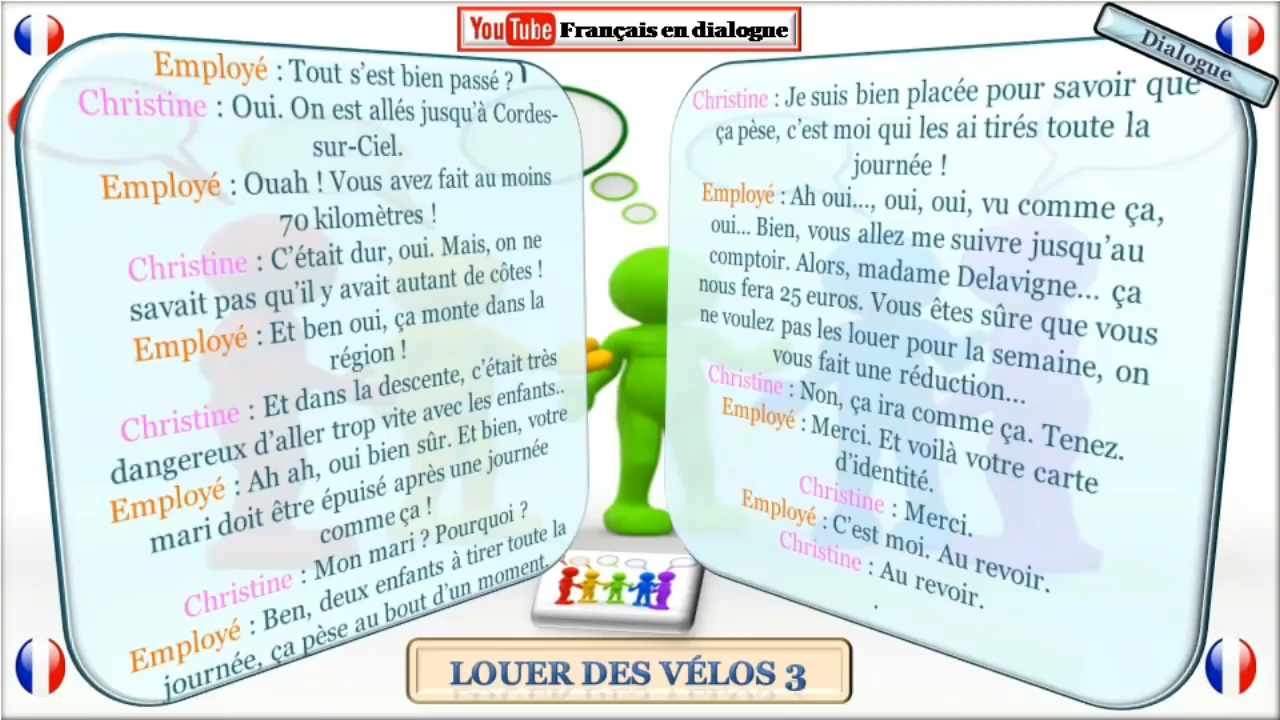 YouTube Français en dialogue
Dialogue
Employé : Tout s'est bien passé ?
Christine : Oui. On est allés jusqu'à Cordes-
sur-Ciel.
Employé : Ouah ! Vous avez fait au moins
70 kilomètres !
Christine : C'était dur, oui. Mais, on ne
savait pas qu'il y avait autant de côtes !
Employé : Et ben oui, ça monte dans la
région !
Christine : Et dans la descente, c'était très
dangereux d'aller trop vite avec les enfants..
Employé : Ah ah, oui bien sûr. Et bien, votre
mari doit être épuisé après une journée
comme ça !
Christine : Mon mari ? Pourquoi ?
Employé : Ben, deux enfants à tirer toute la
journée, ça pèse au bout d'un moment.
Christine : Je suis bien placée pour savoir que
ça pèse, c'est moi qui les ai tirés toute la
journée !
Employé : Ah oui..., oui, oui, vu comme ça,
oui... Bien, vous allez me suivre jusqu'au
comptoir. Alors, madame Delavigne... ça
nous fera 25 euros. Vous êtes sûre que vous
ne voulez pas les louer pour la semaine, on
vous fait une réduction...
Christine : Non, ça ira comme ça. Tenez.
Employé : Merci. Et voilà votre carte
d'identité.
Christine : Merci.
Employé : C'est moi. Au revoir.
Christine : Au revoir.
.
LOUER DES VÉLOS 3